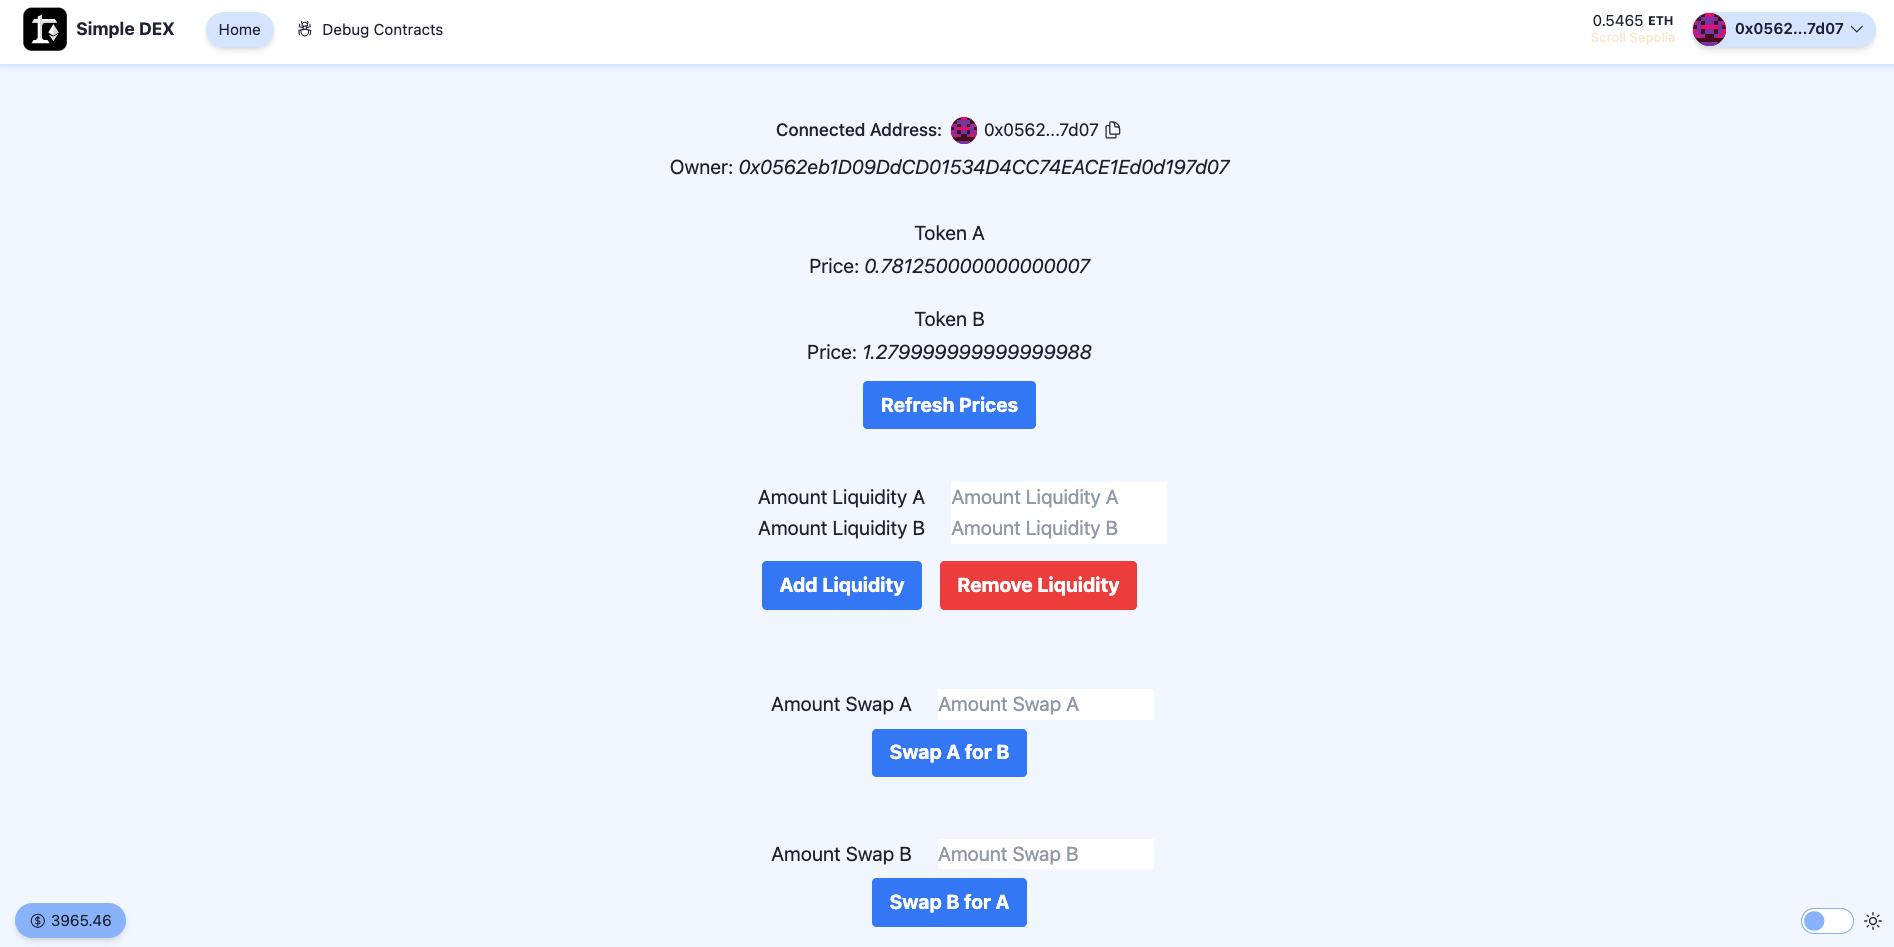 Simple DEX
Home
Debug Contracts
0.5465 ETH
Scroll Sepolia
0x0562...7d07
Connected Address: 0x0562...7d07
Owner: 0x0562eb1D09DdCD01534D4CC74EACE1Ed0d197d07
Token A
Price: 0.781250000000000007
Token B
Price: 1.279999999999999988
Refresh Prices
Amount Liquidity A Amount Liquidity A
Amount Liquidity B Amount Liquidity B
Add Liquidity Remove Liquidity
Amount Swap A Amount Swap A
Swap A for B
Amount Swap B Amount Swap B
Swap B for A
3965.46